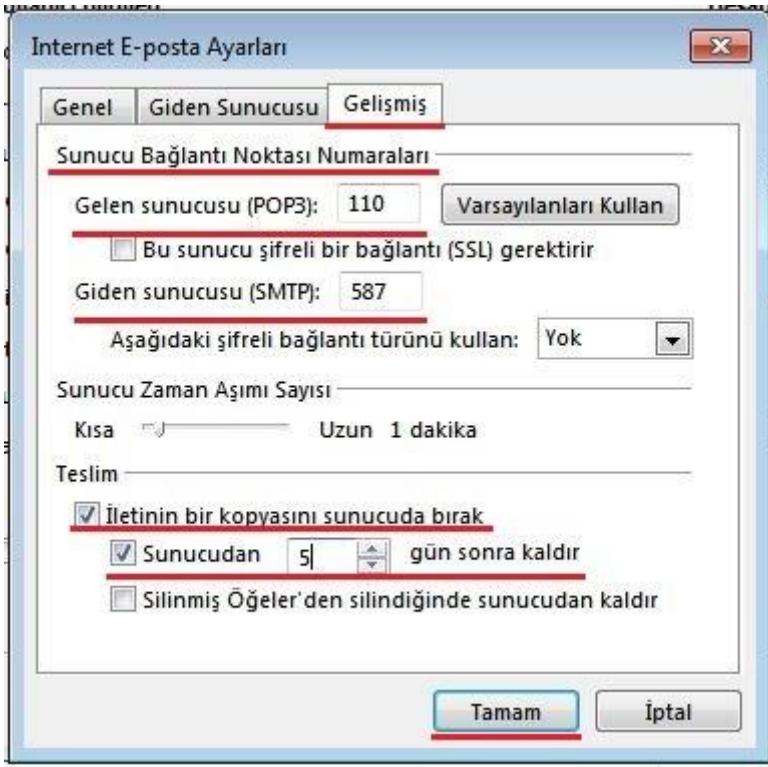 Internet E-posta Ayarları
Genel Giden Sunucusu Gelişmiş
Sunucu Bağlantı Noktası Numaraları
Gelen sunucusu (POP3): 110 Varsayılanları Kullan
Bu sunucu şifreli bir bağlantı (SSL) gerektirir
Giden sunucusu (SMTP): 587
Aşağıdaki şifreli bağlantı türünü kullan: Yok
Sunucu Zaman Aşımı Sayısı
Kısa Uzun 1 dakika
Teslim
İletinin bir kopyasını sunucuda bırak
Sunucudan 5 gün sonra kaldır
Silinmiş Öğeler'den silindiğinde sunucudan kaldır
Tamam İptal